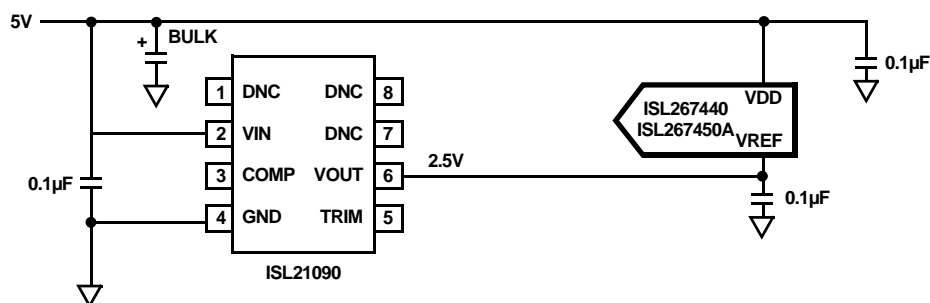 5V
+ BULK
0.1µF
1 DNC DNC 8
ISL267440
VDD
2 VIN DNC 7
ISL267450A
VREF
2.5V
3 COMP VOUT 6
0.1µF
0.1µF
4 GND TRIM 5
ISL21090